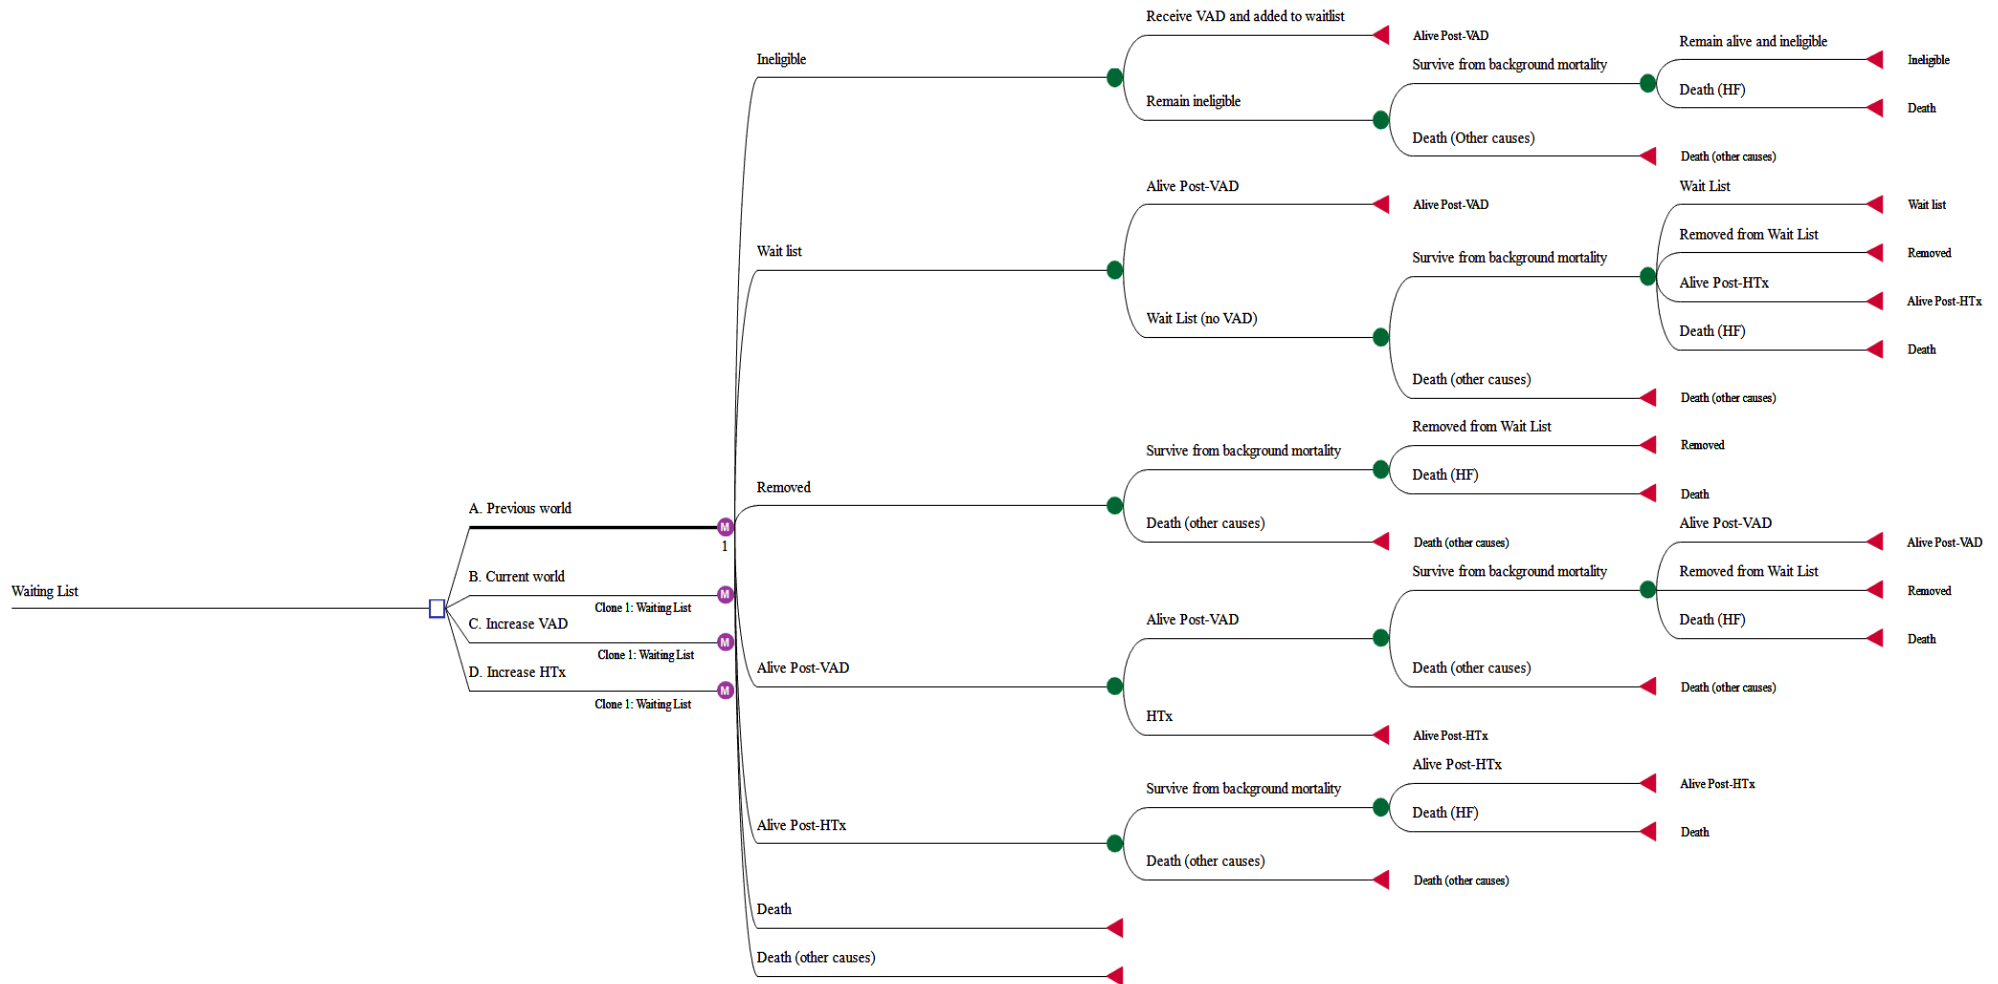 Waiting List
A. Previous world
M
1
B. Current world
M
Clone 1: Waiting List
C. Increase VAD
M
Clone 1: Waiting List
D. Increase HTx
M
Clone 1: Waiting List
Ineligible
Receive VAD and added to waitlist
Alive Post-VAD
Remain ineligible
Survive from background mortality
Remain alive and ineligible
Ineligible
Death (HF)
Death
Death (Other causes)
Death (other causes)
Wait list
Alive Post-VAD
Alive Post-VAD
Wait List (no VAD)
Survive from background mortality
Wait List
Wait list
Removed from Wait List
Removed
Alive Post-HTx
Alive Post-HTx
Death (HF)
Death
Death (other causes)
Death (other causes)
Removed
Survive from background mortality
Removed from Wait List
Removed
Death (HF)
Death
Death (other causes)
Death (other causes)
Alive Post-VAD
Alive Post-VAD
Survive from background mortality
Alive Post-VAD
Alive Post-VAD
Removed from Wait List
Removed
Death (HF)
Death
Death (other causes)
Death (other causes)
HTx
Alive Post-HTx
Alive Post-HTx
Survive from background mortality
Alive Post-HTx
Alive Post-HTx
Death (HF)
Death
Death (other causes)
Death (other causes)
Death
Death (other causes)